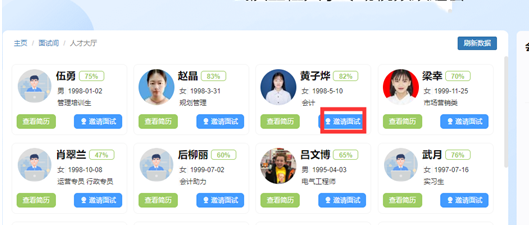 主页 / 面试间 / 人才大厅
刷新数据
伍勇 75%
男 1998-01-02
管理培训生
查看简历 邀请面试
赵晶 83%
女 1998-3-31
规划管理
查看简历 邀请面试
黄子烨 82%
女 1998-5-10
会计
查看简历 邀请面试
梁幸 70%
女 1999-11-25
市场营销类
查看简历 邀请面试
肖翠兰 47%
女 1998-10-08
运营专员 行政专员
查看简历 邀请面试
后柳丽 60%
女 1999-07-02
会计助力
查看简历 邀请面试
吕文博 65%
男 1995-04-03
电气工程师
查看简历 邀请面试
武月 76%
女 1997-07-16
实习生
查看简历 邀请面试